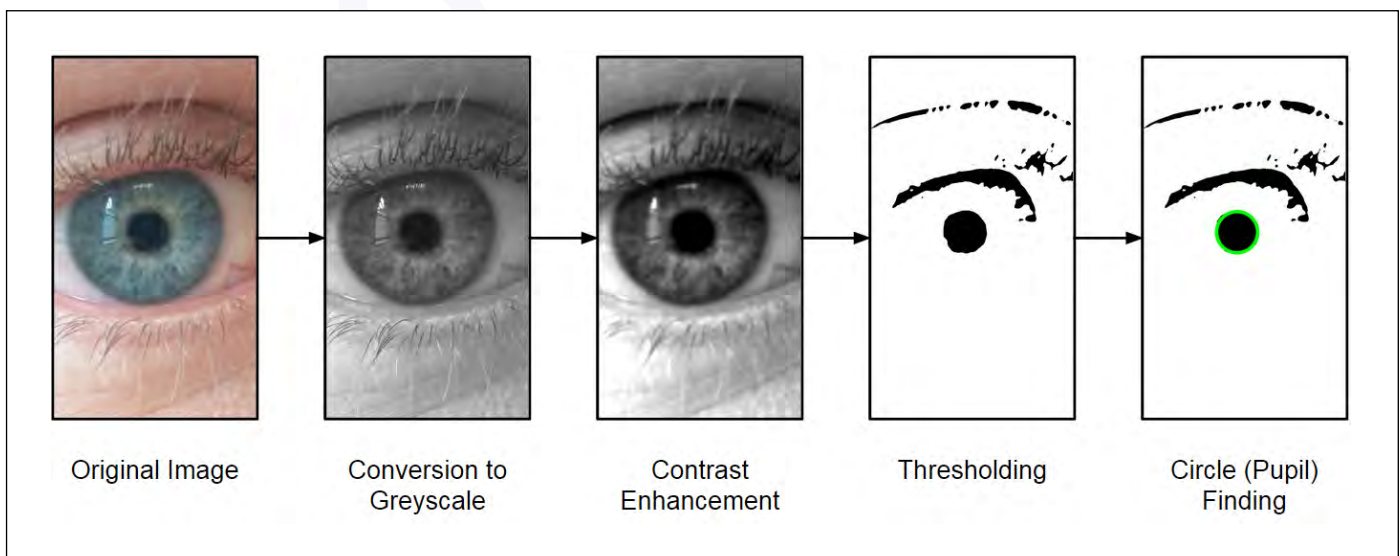 Original Image
Conversion to
Greyscale
Contrast
Enhancement
Thresholding
Circle (Pupil)
Finding